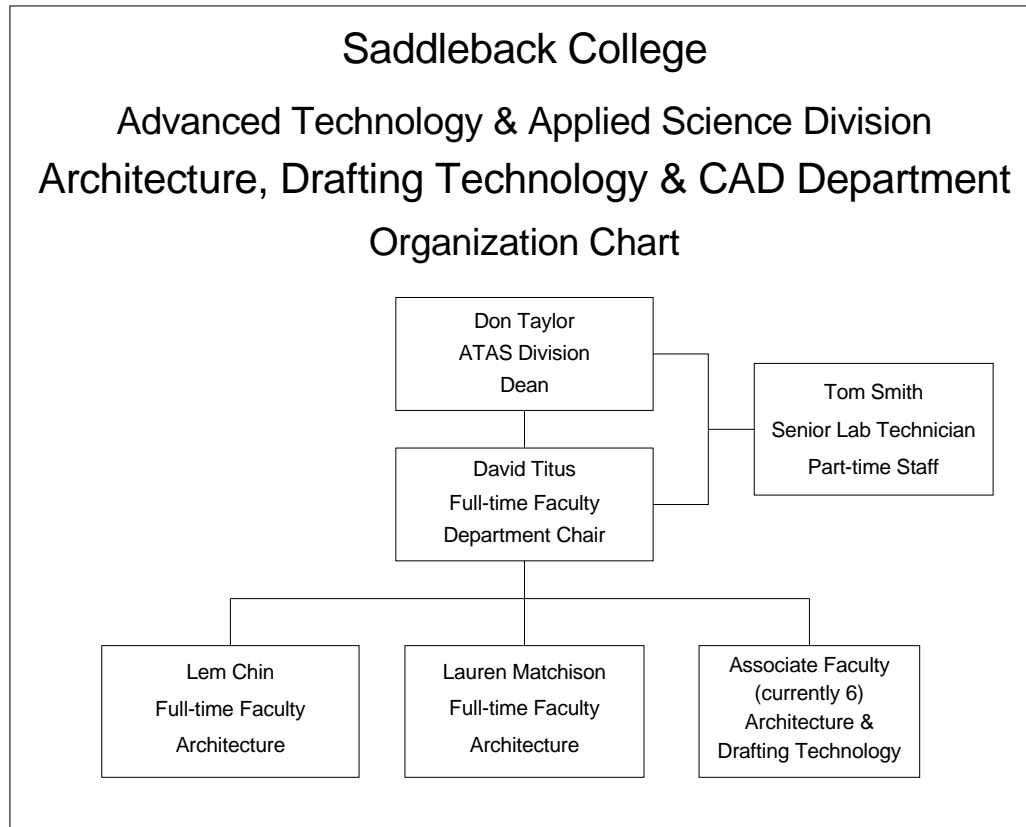 Saddleback College
Advanced Technology & Applied Science Division
Architecture, Drafting Technology & CAD Department
Organization Chart
Don Taylor
ATAS Division
Dean
Tom Smith
Senior Lab Technician
Part-time Staff
David Titus
Full-time Faculty
Department Chair
Lem Chin
Full-time Faculty
Architecture
Lauren Matchison
Full-time Faculty
Architecture
Associate Faculty
(currently 6)
Architecture &
Drafting Technology